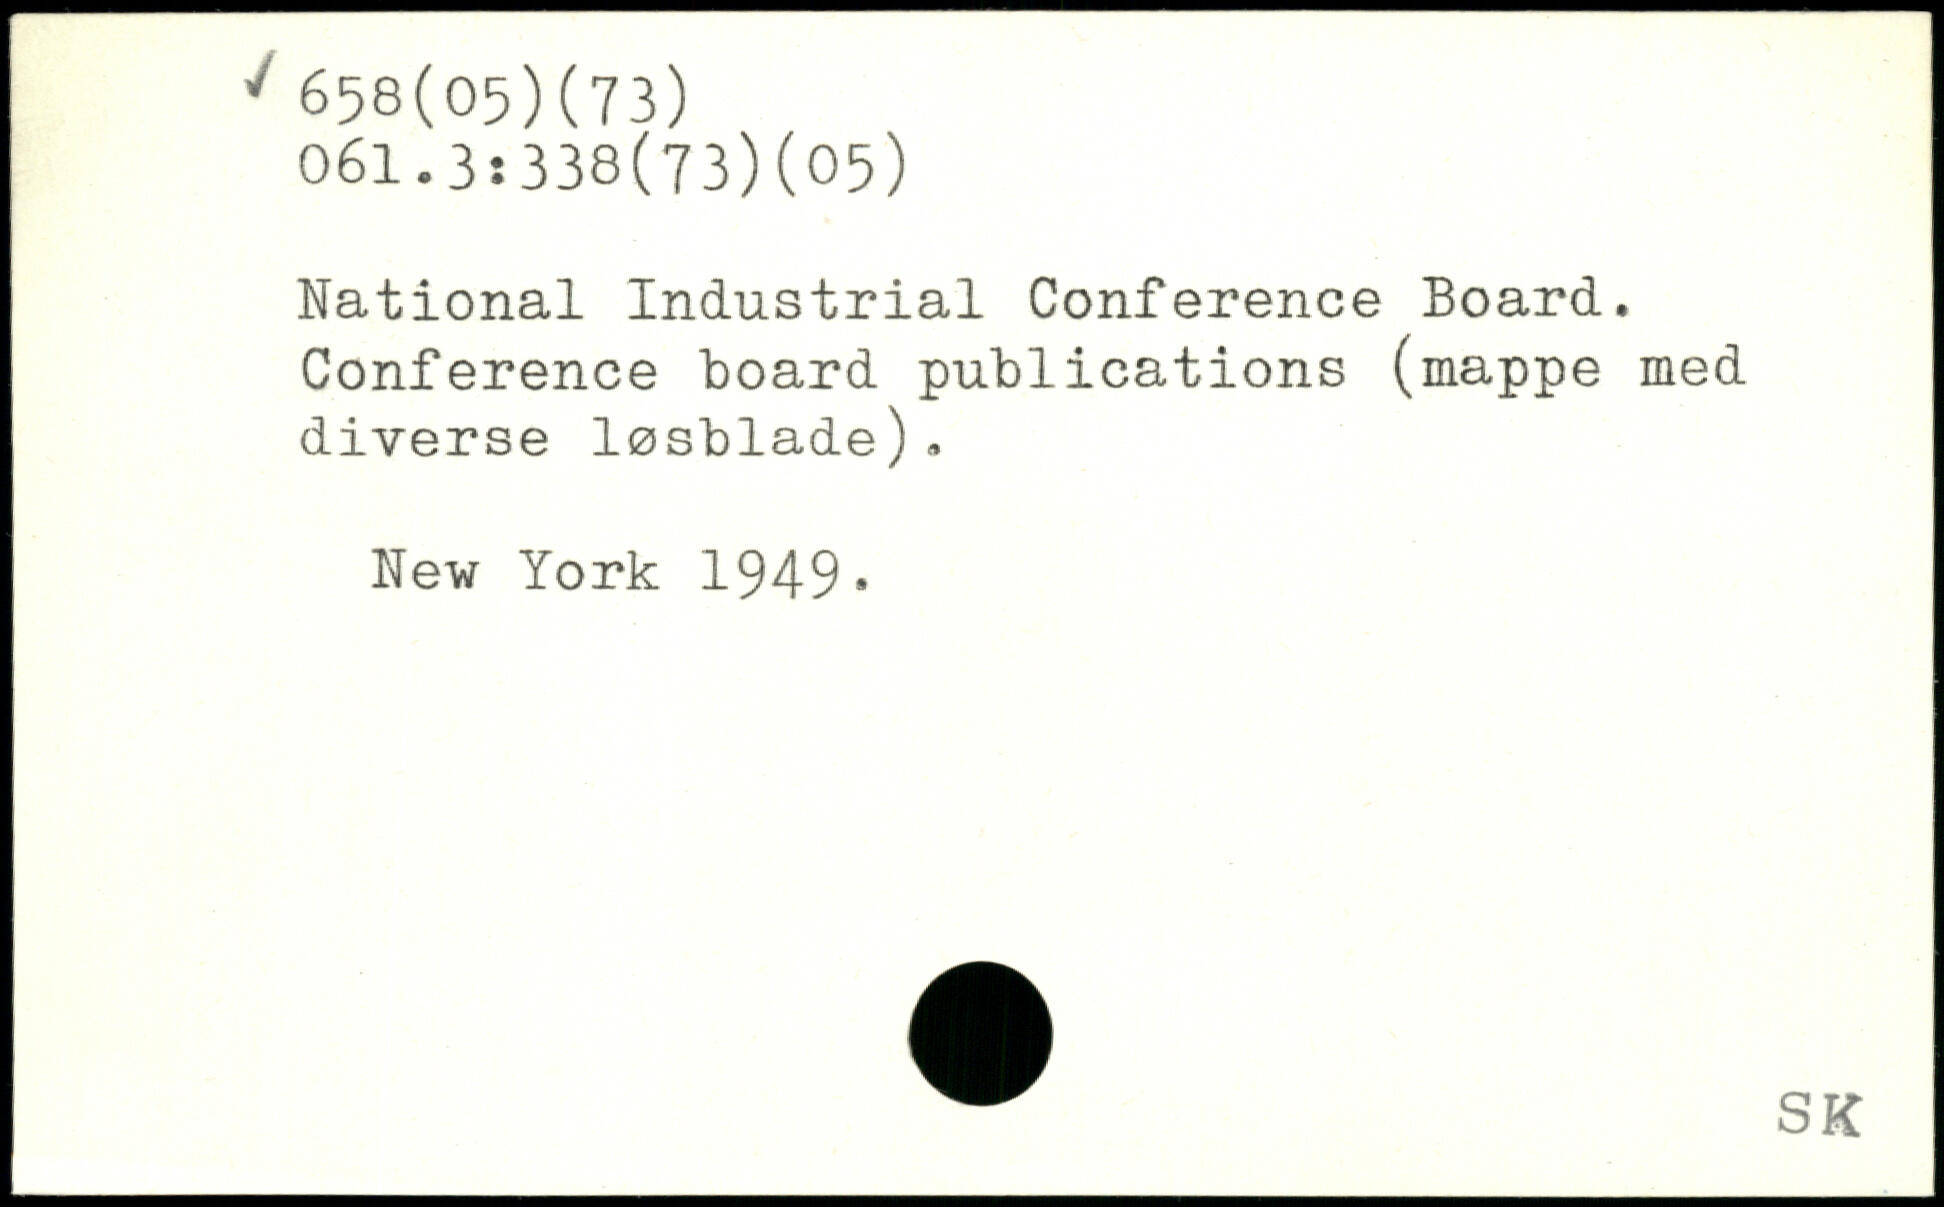 ✓ 658(05)(73)
061.3:338(73)(05)
National Industrial Conference Board.
Conference board publications (mappe med
diverse løsblade).
New York 1949.
SK